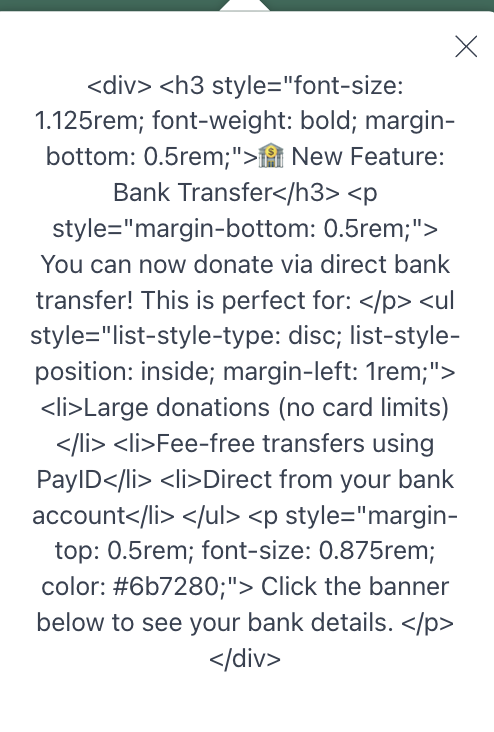 <div> <h3 style="font-size:
1.125rem; font-weight: bold; margin-
bottom: 0.5rem;">🏦 New Feature:
Bank Transfer</h3> <p
style="margin-bottom: 0.5rem;">
You can now donate via direct bank
transfer! This is perfect for: </p> <ul
style="list-style-type: disc; list-style-
position: inside; margin-left: 1rem;">
<li>Large donations (no card limits)
</li> <li>Fee-free transfers using
PayID</li> <li>Direct from your bank
account</li> </ul> <p style="margin-
top: 0.5rem; font-size: 0.875rem;
color: #6b7280;"> Click the banner
below to see your bank details. </p>
</div>